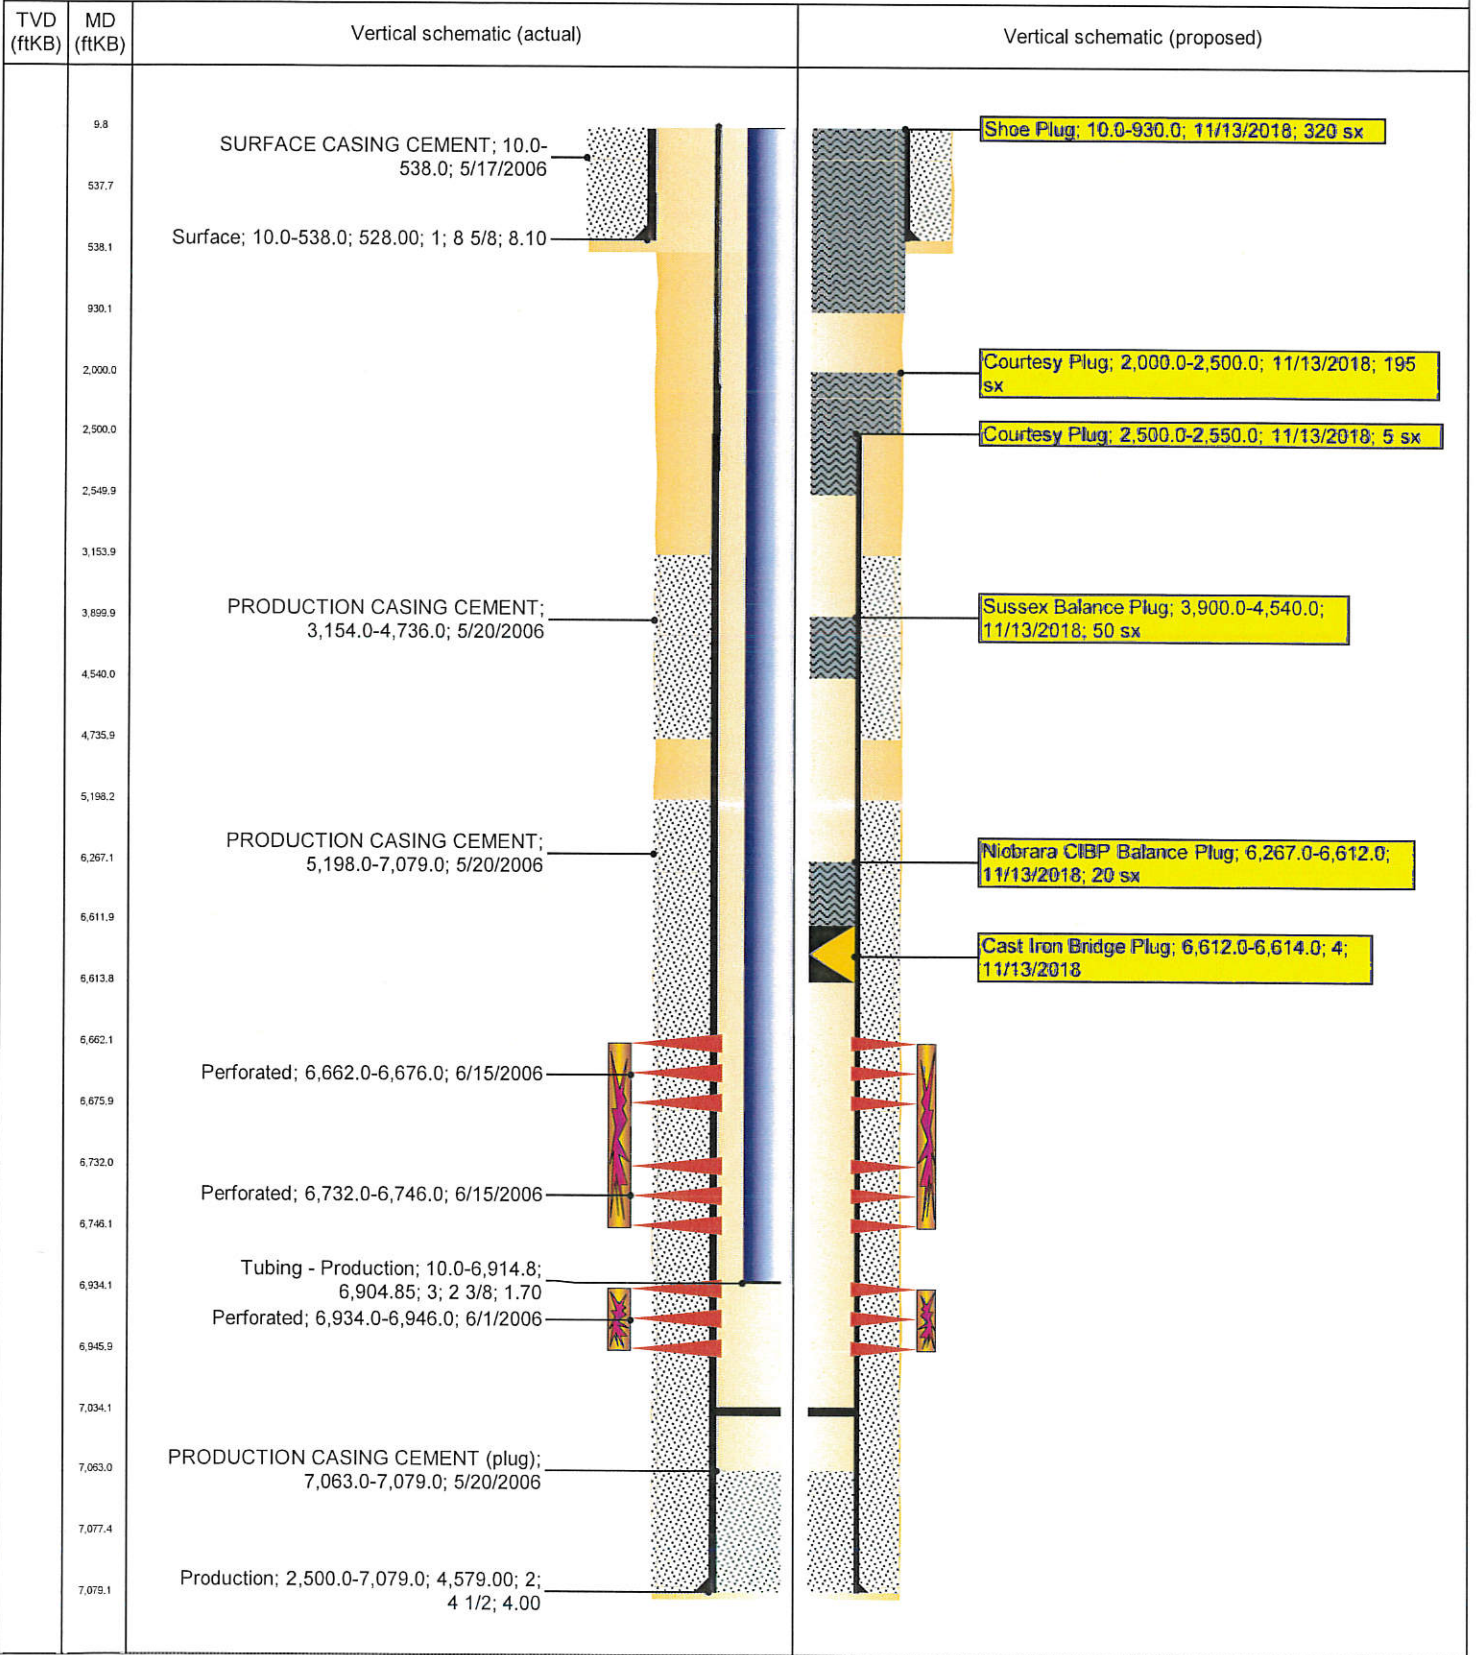 TVD
(ftKB)
MD
(ftKB)
Vertical schematic (actual)
Vertical schematic (proposed)
9.8
537.7
538.1
930.1
2,000.0
2,500.0
2,549.9
3,153.9
3,899.9
4,540.0
4,735.9
5,198.2
6,267.1
6,611.9
6,613.8
6,662.1
6,675.9
6,732.0
6,746.1
6,934.1
6,945.9
7,034.1
7,063.0
7,077.4
7,079.1
SURFACE CASING CEMENT; 10.0-
538.0; 5/17/2006
Surface; 10.0-538.0; 528.00; 1; 8 5/8; 8.10
PRODUCTION CASING CEMENT;
3,154.0-4,736.0; 5/20/2006
PRODUCTION CASING CEMENT;
5,198.0-7,079.0; 5/20/2006
Perforated; 6,662.0-6,676.0; 6/15/2006
Perforated; 6,732.0-6,746.0; 6/15/2006
Tubing - Production; 10.0-6,914.8;
6,904.85; 3; 2 3/8; 1.70
Perforated; 6,934.0-6,946.0; 6/1/2006
PRODUCTION CASING CEMENT (plug);
7,063.0-7,079.0; 5/20/2006
Production; 2,500.0-7,079.0; 4,579.00; 2;
4 1/2; 4.00
Shoe Plug; 10.0-930.0; 11/13/2018; 320 sx
Courtesy Plug; 2,000.0-2,500.0; 11/13/2018; 195
sx
Courtesy Plug; 2,500.0-2,550.0; 11/13/2018; 5 sx
Sussex Balance Plug; 3,900.0-4,540.0;
11/13/2018; 50 sx
Niobrara CIBP Balance Plug; 6,267.0-6,612.0;
11/13/2018; 20 sx
Cast Iron Bridge Plug; 6,612.0-6,614.0; 4;
11/13/2018